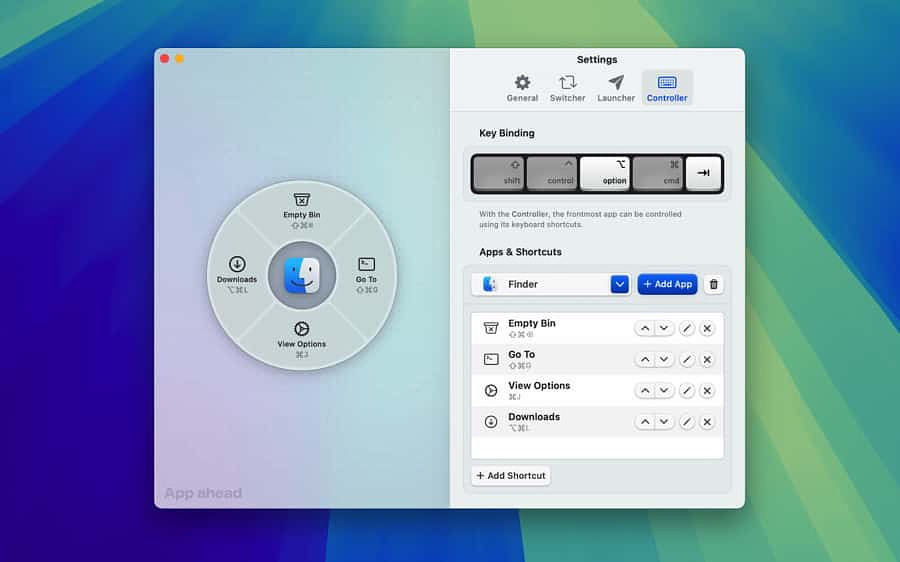 Settings
General
Switcher
Launcher
Controller
Key Binding
⇧
shift
⌃
control
⌥
option
⌘
cmd
⇥
With the Controller, the frontmost app can be controlled
using its keyboard shortcuts.
Apps & Shortcuts
Finder
+ Add App
Empty Bin
⇧⌘⌫
Go To
⇧⌘G
View Options
⌘J
Downloads
⌥⌘L
+ Add Shortcut
Empty Bin
Downloads
⌥⌘L
Go To
⇧⌘G
View Options
⌘J
App ahead